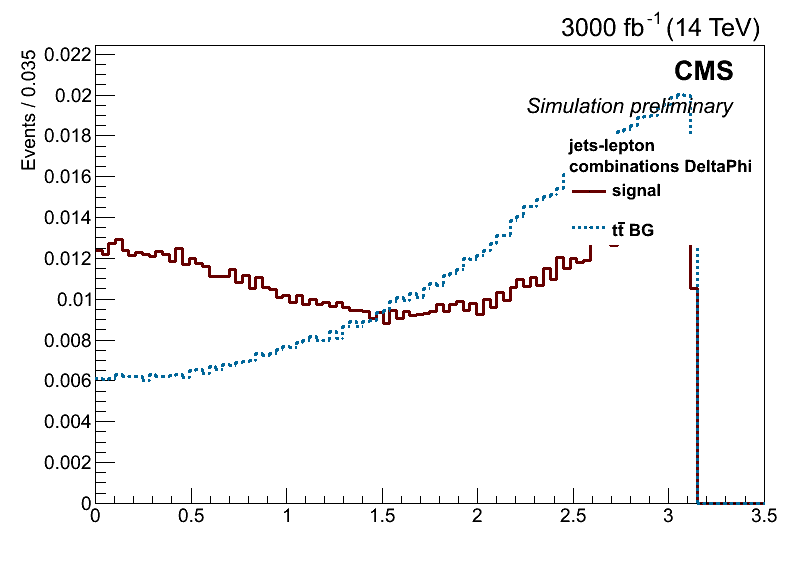 3000 fb-1 (14 TeV)
Events / 0.035
0.022
0.02
0.018
0.016
0.014
0.012
0.01
0.008
0.006
0.004
0.002
0
CMS
Simulation preliminary
jets-lepton
combinations DeltaPhi
signal
tt̄ BG
0 0.5 1 1.5 2 2.5 3 3.5